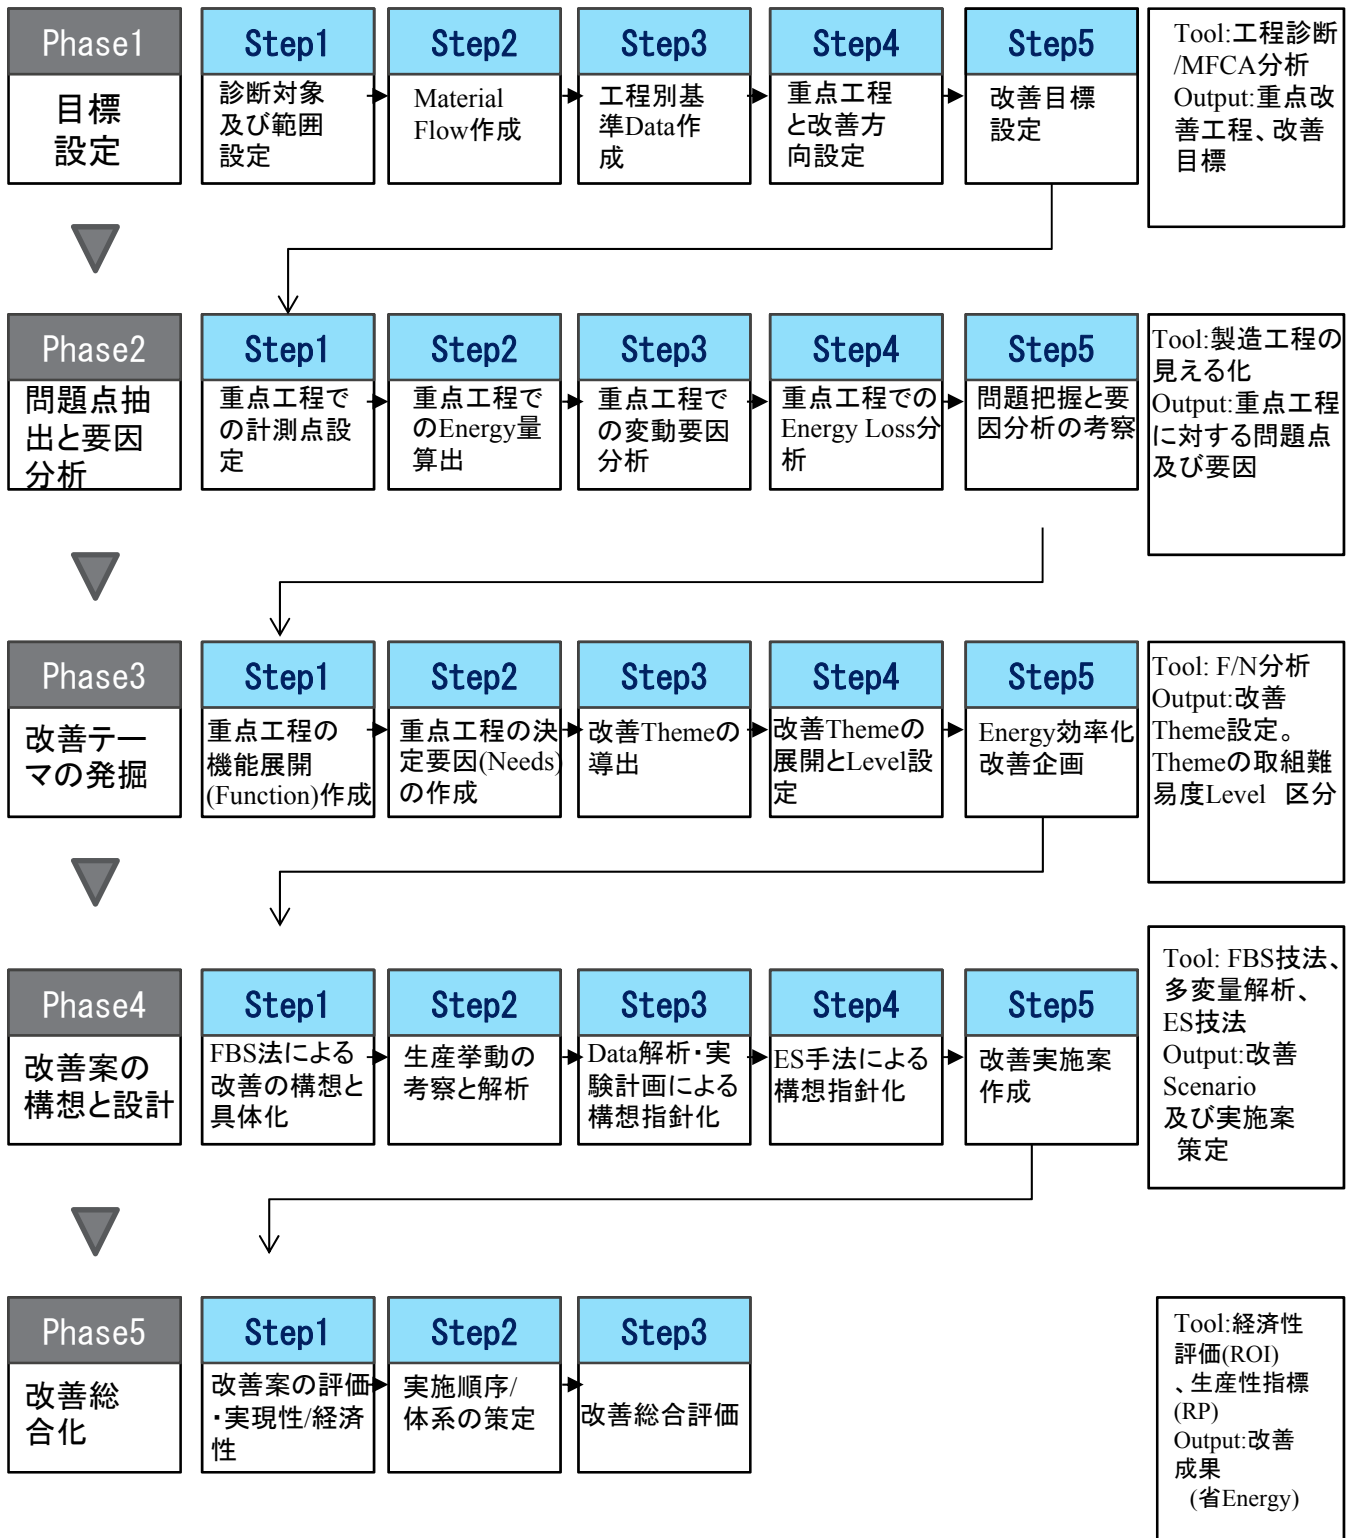 Phase1
目標
設定
Step1
診断対象
及び範囲
設定
Step2
Material
Flow作成
Step3
工程別基
準Data作
成
Step4
重点工程
と改善方
向設定
Step5
改善目標
設定
Tool:工程診断
/MFCA分析
Output:重点改
善工程、改善
目標
Phase2
問題点抽
出と要因
分析
Step1
重点工程で
の計測点設
定
Step2
重点工程で
のEnergy量
算出
Step3
重点工程で
の変動要因
分析
Step4
重点工程での
Energy Loss分
析
Step5
問題把握と要
因分析の考察
Tool:製造工程の
見える化
Output:重点工程
に対する問題点
及び要因
Phase3
改善テー
マの発掘
Step1
重点工程の
機能展開
(Function)作成
Step2
重点工程の決
定要因(Needs)
の作成
Step3
改善Themeの
導出
Step4
改善Themeの
展開とLevel設
定
Step5
Energy効率化
改善企画
Tool: F/N分析
Output:改善
Theme設定。
Themeの取組難
易度Level 区分
Phase4
改善案の
構想と設計
Step1
FBS法による
改善の構想と
具体化
Step2
生産挙動の
考察と解析
Step3
Data解析・実
験計画による
構想指針化
Step4
ES手法による
構想指針化
Step5
改善実施案
作成
Tool: FBS技法、
多変量解析、
ES技法
Output:改善
Scenario
及び実施案
策定
Phase5
改善総
合化
Step1
改善案の評価
・実現性/経済
性
Step2
実施順序/
体系の策定
Step3
改善総合評価
Tool:経済性
評価(ROI)
、生産性指標
(RP)
Output:改善
成果
(省Energy)